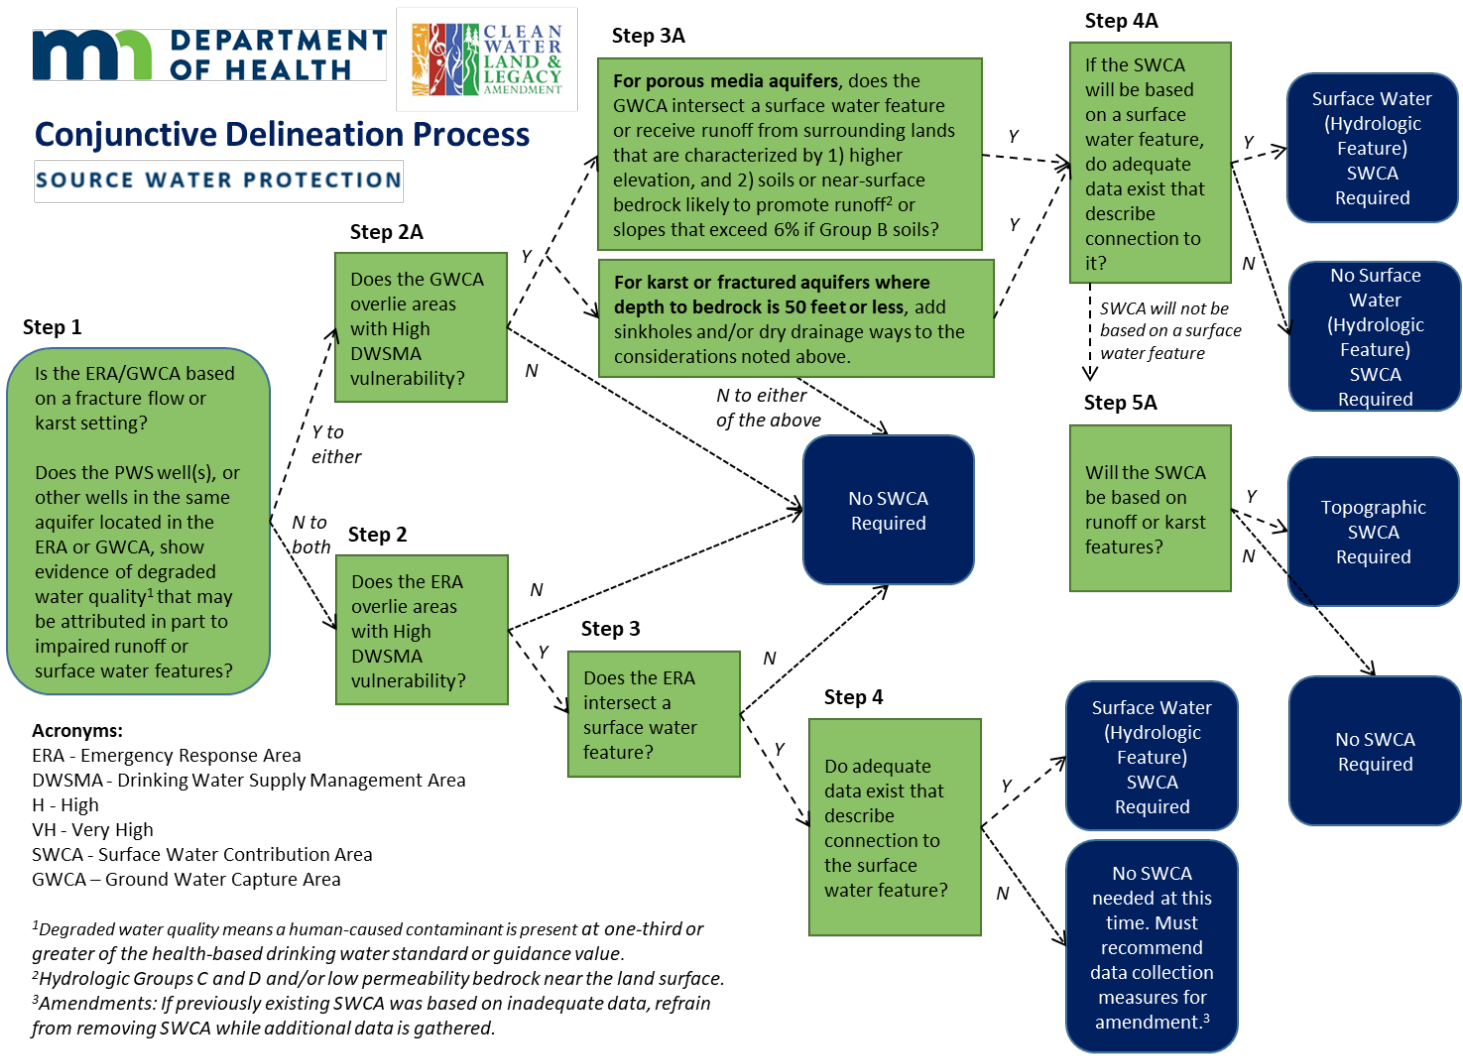 DEPARTMENT
OF HEALTH
CLEAN
WATER
LAND &
LEGACY
AMENDMENT
Conjunctive Delineation Process
SOURCE WATER PROTECTION
Step 1
Is the ERA/GWCA based
on a fracture flow or
karst setting?
Does the PWS well(s), or
other wells in the same
aquifer located in the
ERA or GWCA, show
evidence of degraded
water quality¹ that may
be attributed in part to
impaired runoff or
surface water features?
Y to
either
N to
both
Step 2A
Does the GWCA
overlie areas
with High
DWSMA
vulnerability?
Y
N
Step 2
Does the ERA
overlie areas
with High
DWSMA
vulnerability?
N
Y
Step 3A
For porous media aquifers, does the
GWCA intersect a surface water feature
or receive runoff from surrounding lands
that are characterized by 1) higher
elevation, and 2) soils or near-surface
bedrock likely to promote runoff² or
slopes that exceed 6% if Group B soils?
For karst or fractured aquifers where
depth to bedrock is 50 feet or less, add
sinkholes and/or dry drainage ways to the
considerations noted above.
Y
Y
N to either
of the above
No SWCA
Required
Step 3
Does the ERA
intersect a
surface water
feature?
N
Y
Step 4
Do adequate
data exist that
describe
connection to
the surface
water feature?
Y
N
Surface Water
(Hydrologic
Feature)
SWCA
Required
No SWCA
needed at this
time. Must
recommend
data collection
measures for
amendment.³
Step 4A
If the SWCA
will be based
on a surface
water feature,
do adequate
data exist that
describe
connection to
it?
Y
N
Surface Water
(Hydrologic
Feature)
SWCA
Required
No Surface
Water
(Hydrologic
Feature)
SWCA
Required
SWCA will not be
based on a surface
water feature
Step 5A
Will the SWCA
be based on
runoff or karst
features?
Y
N
Topographic
SWCA
Required
No SWCA
Required
Acronyms:
ERA - Emergency Response Area
DWSMA - Drinking Water Supply Management Area
H - High
VH - Very High
SWCA - Surface Water Contribution Area
GWCA – Ground Water Capture Area
¹Degraded water quality means a human-caused contaminant is present at one-third or
greater of the health-based drinking water standard or guidance value.
²Hydrologic Groups C and D and/or low permeability bedrock near the land surface.
³Amendments: If previously existing SWCA was based on inadequate data, refrain
from removing SWCA while additional data is gathered.